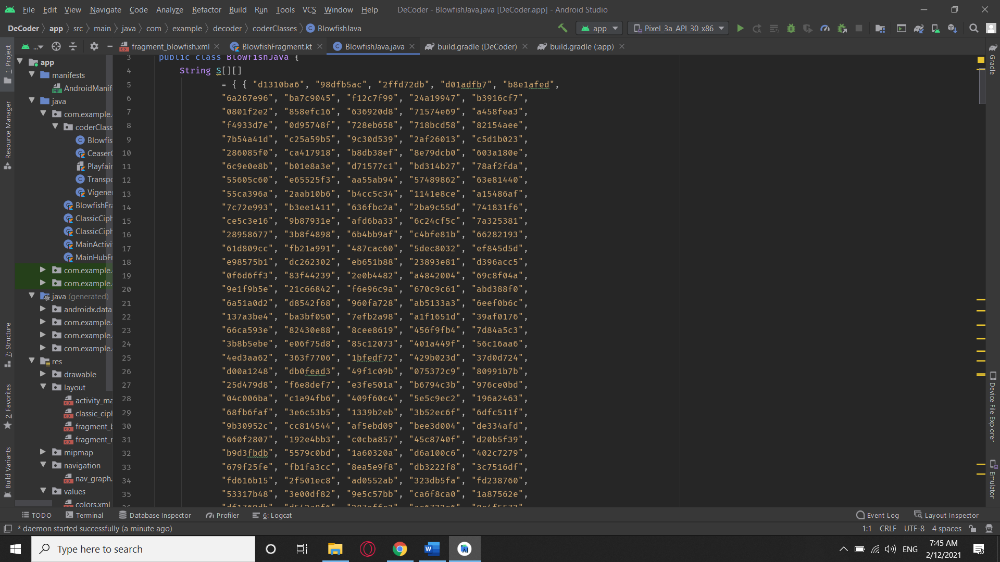 File Edit View Navigate Code Analyze Refactor Build Run Tools VCS Window Help DeCoder - BlowfishJava.java [DeCoder.app] - Android Studio
DeCoder app src main java com example decoder coderClasses BlowfishJava app Pixel_3a_API_30_x86
... fragment_blowfish.xml BlowfishFragment.kt BlowfishJava.java build.gradle (DeCoder) build.gradle (:app)
1: Project
Resource Manager
7: Structure
2: Favorites
Build Variants
app
manifests
AndroidManif
java
com.example.
coderClass
Blowfis
CeaserC
Playfair
Transpo
Vigener
BlowfishFra
ClassicCiph
ClassicCiph
MainActivi
MainHubFr
com.example.
com.example.
java (generated)
androidx.data
com.example.
com.example.
com.example.
res
drawable
layout
activity_ma
classic_ciph
fragment_b
fragment_r
mipmap
navigation
nav_graph.
values
colors.xml
3 public class BlowfishJava {
4 String S[][]
5 = { { "d1310ba6", "98dfb5ac", "2ffd72db", "d01adfb7", "b8e1afed",
6 "6a267e96", "ba7c9045", "f12c7f99", "24a19947", "b3916cf7",
7 "0801f2e2", "858efc16", "636920d8", "71574e69", "a458fea3",
8 "f4933d7e", "0d95748f", "728eb658", "718bcd58", "82154aee",
9 "7b54a41d", "c25a59b5", "9c30d539", "2af26013", "c5d1b023",
10 "286085f0", "ca417918", "b8db38ef", "8e79dcb0", "603a180e",
11 "6c9e0e8b", "b01e8a3e", "d71577c1", "bd314b27", "78af2fda",
12 "55605c60", "e65525f3", "aa55ab94", "57489862", "63e81440",
13 "55ca396a", "2aab10b6", "b4cc5c34", "1141e8ce", "a15486af",
14 "7c72e993", "b3ee1411", "636fbc2a", "2ba9c55d", "741831f6",
15 "ce5c3e16", "9b87931e", "afd6ba33", "6c24cf5c", "7a325381",
16 "28958677", "3b8f4898", "6b4bb9af", "c4bfe81b", "66282193",
17 "61d809cc", "fb21a991", "487cac60", "5dec8032", "ef845d5d",
18 "e98575b1", "dc262302", "eb651b88", "23893e81", "d396acc5",
19 "0f6d6ff3", "83f44239", "2e0b4482", "a4842004", "69c8f04a",
20 "9e1f9b5e", "21c66842", "f6e96c9a", "670c9c61", "abd388f0",
21 "6a51a0d2", "d8542f68", "960fa728", "ab5133a3", "6eef0b6c",
22 "137a3be4", "ba3bf050", "7efb2a98", "a1f1651d", "39af0176",
23 "66ca593e", "82430e88", "8cee8619", "456f9fb4", "7d84a5c3",
24 "3b8b5ebe", "e06f75d8", "85c12073", "401a449f", "56c16aa6",
25 "4ed3aa62", "363f7706", "1bfedf72", "429b023d", "37d0d724",
26 "d00a1248", "db0fead3", "49f1c09b", "075372c9", "80991b7b",
27 "25d479d8", "f6e8def7", "e3fe501a", "b6794c3b", "976ce0bd",
28 "04c006ba", "c1a94fb6", "409f60c4", "5e5c9ec2", "196a2463",
29 "68fb6faf", "3e6c53b5", "1339b2eb", "3b52ec6f", "6dfc511f",
30 "9b30952c", "cc814544", "af5ebd09", "bee3d004", "de334afd",
31 "660f2807", "192e4bb3", "c0cba857", "45c8740f", "d20b5f39",
32 "b9d3fbdb", "5579c0bd", "1a60320a", "d6a100c6", "402c7279",
33 "679f25fe", "fb1fa3cc", "8ea5e9f8", "db3222f8", "3c7516df",
34 "fd616b15", "2f501ec8", "ad0552ab", "323db5fa", "fd238760",
35 "53317b48", "3e00df82", "9e5c57bb", "ca6f8ca0", "1a87562e",
Gradle
Device File Explorer
Emulator
TODO Terminal Database Inspector Profiler 6: Logcat Event Log Layout Inspector
* daemon started successfully (a minute ago) 1:1 CRLF UTF-8 4 spaces
Type here to search ENG 7:45 AM
2/12/2021